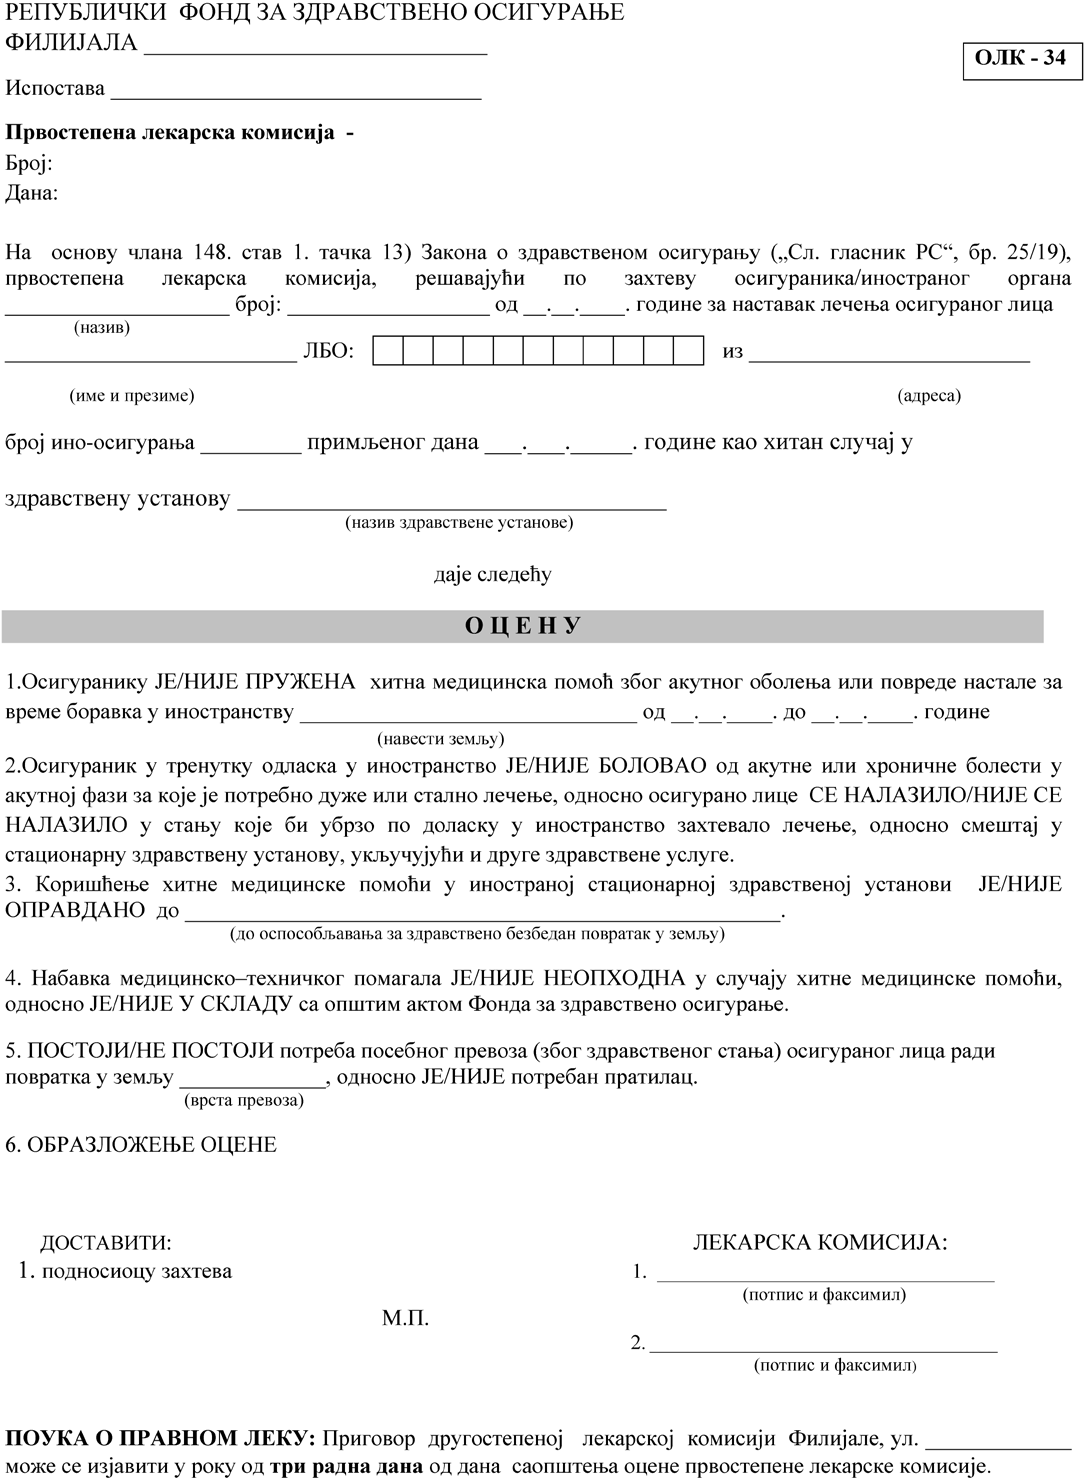 РЕПУБЛИЧКИ ФОНД ЗА ЗДРАВСТВЕНО ОСИГУРАЊЕ
ФИЛИЈАЛА ____________________________
ОЛК - 34
Испостава ________________________________
Првостепена лекарска комисија -
Број:
Дана:
На основу члана 148. став 1. тачка 13) Закона о здравственом осигурању („Сл. гласник РС“, бр. 25/19),
првостепена лекарска комисија, решавајући по захтеву осигураника/иностраног органа
____________________ број: __________________ од __.__.____. године за наставак лечења осигураног лица
(назив)
__________________________ ЛБО: из _________________________
(име и презиме) (адреса)
број ино-осигурања _________ примљеног дана ___.___._____. године као хитан случај у
здравствену установу ______________________________________
(назив здравствене установе)
даје следећу
О Ц Е Н У
1.Осигуранику ЈЕ/НИЈЕ ПРУЖЕНА хитна медицинска помоћ због акутног оболења или повреде настале за
време боравка у иностранству ______________________________ од __.__.____. до __.__.____. године
(навести земљу)
2.Осигураник у тренутку одласка у иностранство ЈЕ/НИЈЕ БОЛОВАО од акутне или хроничне болести у
акутној фази за које је потребно дуже или стално лечење, односно осигурано лице СЕ НАЛАЗИЛО/НИЈЕ СЕ
НАЛАЗИЛО у стању које би убрзо по доласку у иностранство захтевало лечење, односно смештај у
стационарну здравствену установу, укључујући и друге здравствене услуге.
3. Коришћење хитне медицинске помоћи у иностраној стационарној здравственој установи ЈЕ/НИЈЕ
ОПРАВДАНО до _____________________________________________________.
(до оспособљавања за здравствено безбедан повратак у земљу)
4. Набавка медицинско–техничког помагала ЈЕ/НИЈЕ НЕОПХОДНА у случају хитне медицинске помоћи,
односно ЈЕ/НИЈЕ У СКЛАДУ са општим актом Фонда за здравствено осигурање.
5. ПОСТОЈИ/НЕ ПОСТОЈИ потреба посебног превоза (због здравственог стања) осигураног лица ради
повратка у земљу _____________, односно ЈЕ/НИЈЕ потребан пратилац.
(врста превоза)
6. ОБРАЗЛОЖЕЊЕ ОЦЕНЕ
ДОСТАВИТИ: ЛЕКАРСКА КОМИСИЈА:
1. подносиоцу захтева 1. ______________________________
(потпис и факсимил)
М.П.
2. _______________________________
(потпис и факсимил)
ПОУКА О ПРАВНОМ ЛЕКУ: Приговор другостепеној лекарској комисији Филијале, ул. _____________
може се изјавити у року од три радна дана од дана саопштења оцене првостепене лекарске комисије.